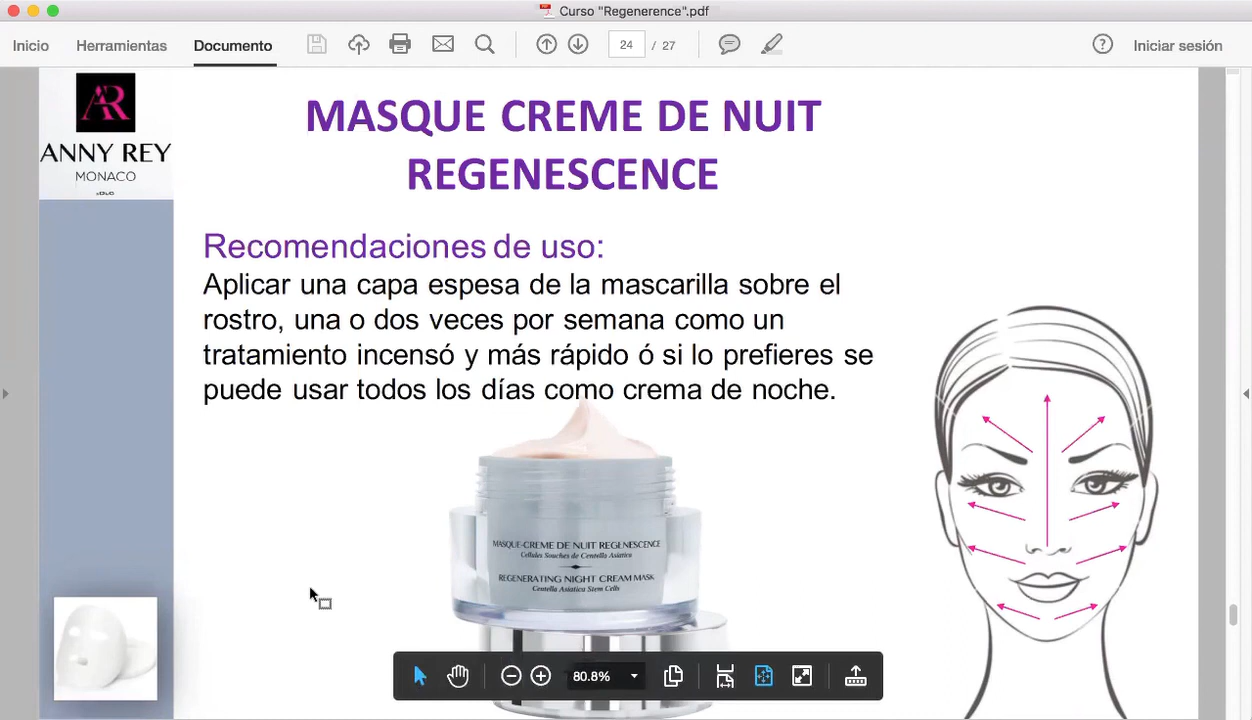 Curso "Regenerence".pdf
Inicio Herramientas Documento 24 / 27 Iniciar sesión
AR
ANNY REY
MONACO
MASQUE CREME DE NUIT
REGENESCENCE
Recomendaciones de uso:
Aplicar una capa espesa de la mascarilla sobre el
rostro, una o dos veces por semana como un
tratamiento incensó y más rápido ó si lo prefieres se
puede usar todos los días como crema de noche.
MASQUE-CREME DE NUIT REGENESCENCE
Cellules Souches de Centella Asiatica
REGENERATING NIGHT CREAM MASK
Centella Asiatica Stem Cells
80.8%